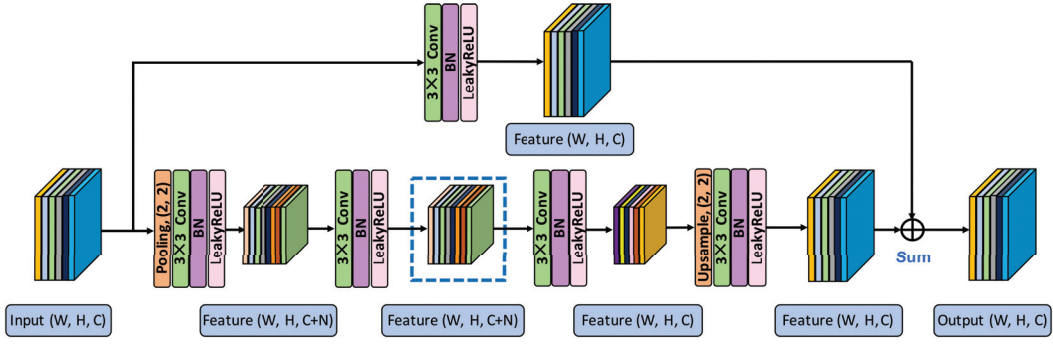 3×3 Conv
BN
LeakyReLU
Feature (W, H, C)
Pooling, (2, 2)
3×3 Conv
BN
LeakyReLU
3×3 Conv
BN
LeakyReLU
3×3 Conv
BN
LeakyReLU
Upsample, (2, 2)
3×3 Conv
BN
LeakyReLU
Sum
Input (W, H, C)
Feature (W, H, C+N)
Feature (W, H, C+N)
Feature (W, H, C)
Feature (W, H, C)
Output (W, H, C)